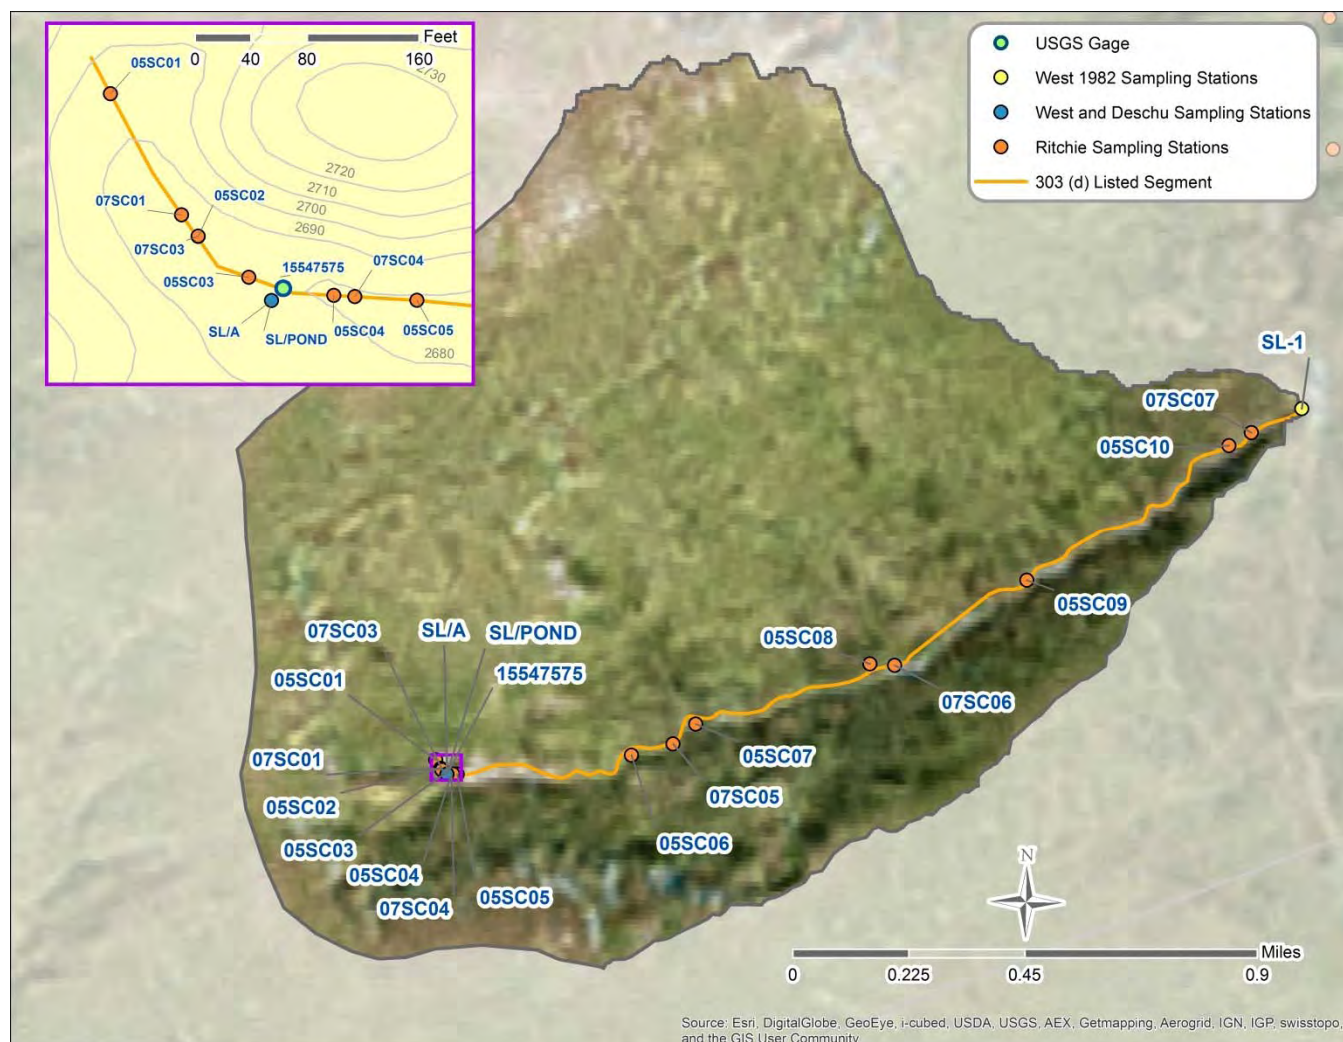 Feet
0 40 80 160
2730
05SC01
2720
2710
2700
2690
07SC01
05SC02
07SC03
15547575
07SC04
05SC03
SL/A
SL/POND
05SC04
05SC05
2680
USGS Gage
West 1982 Sampling Stations
West and Deschu Sampling Stations
Ritchie Sampling Stations
303 (d) Listed Segment
SL-1
07SC07
05SC10
05SC09
05SC08
07SC06
07SC03
SL/A
SL/POND
05SC01
15547575
07SC01
05SC02
05SC03
05SC04
07SC04
05SC05
05SC07
07SC05
05SC06
N
Miles
0 0.225 0.45 0.9
Source: Esri, DigitalGlobe, GeoEye, i-cubed, USDA, USGS, AEX, Getmapping, Aerogrid, IGN, IGP, swisstopo,
and the GIS User Community